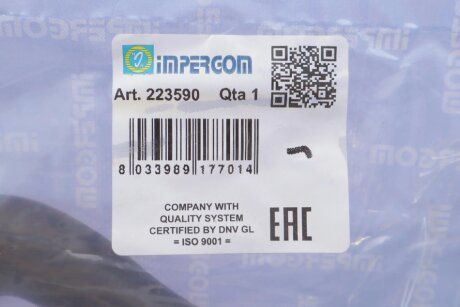 IMPERGOM
Art. 223590 Qta 1
8 033989 177014
COMPANY WITH
QUALITY SYSTEM
CERTIFIED BY DNV GL
= ISO 9001 =
EAC
IMPERGOM